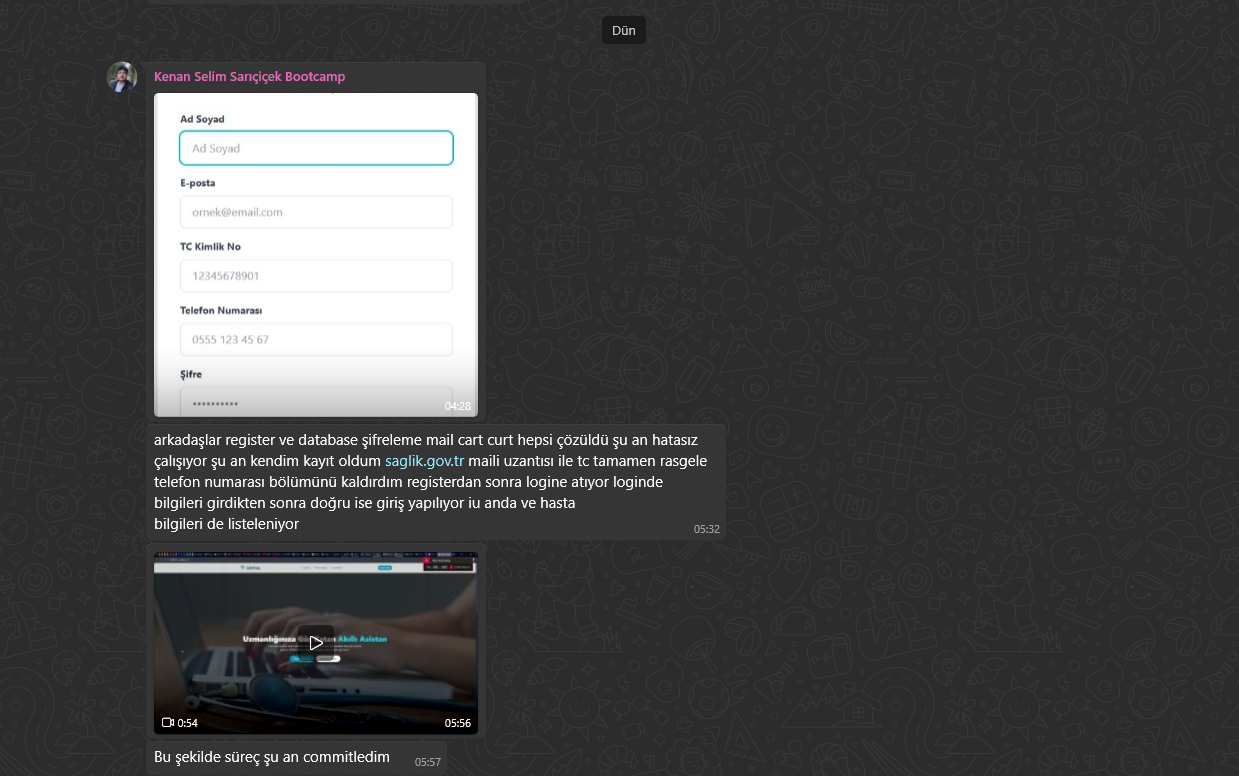 Dün
Kenan Selim Sarıçiçek Bootcamp
Ad Soyad
Ad Soyad
E-posta
ornek@email.com
TC Kimlik No
12345678901
Telefon Numarası
0555 123 45 67
Şifre
••••••••••
04:28
arkadaşlar register ve database şifreleme mail cart curt hepsi çözüldü şu an hatasız
çalışıyor şu an kendim kayıt oldum saglik.gov.tr maili uzantısı ile tc tamamen rasgele
telefon numarası bölümünü kaldırdım registerdan sonra logine atıyor loginde
bilgileri girdikten sonra doğru ise giriş yapılıyor iu anda ve hasta
bilgileri de listeleniyor
05:32
Uzmanlığınıza Akıllı Asistan
0:54
05:56
Bu şekilde süreç şu an commitledim
05:57